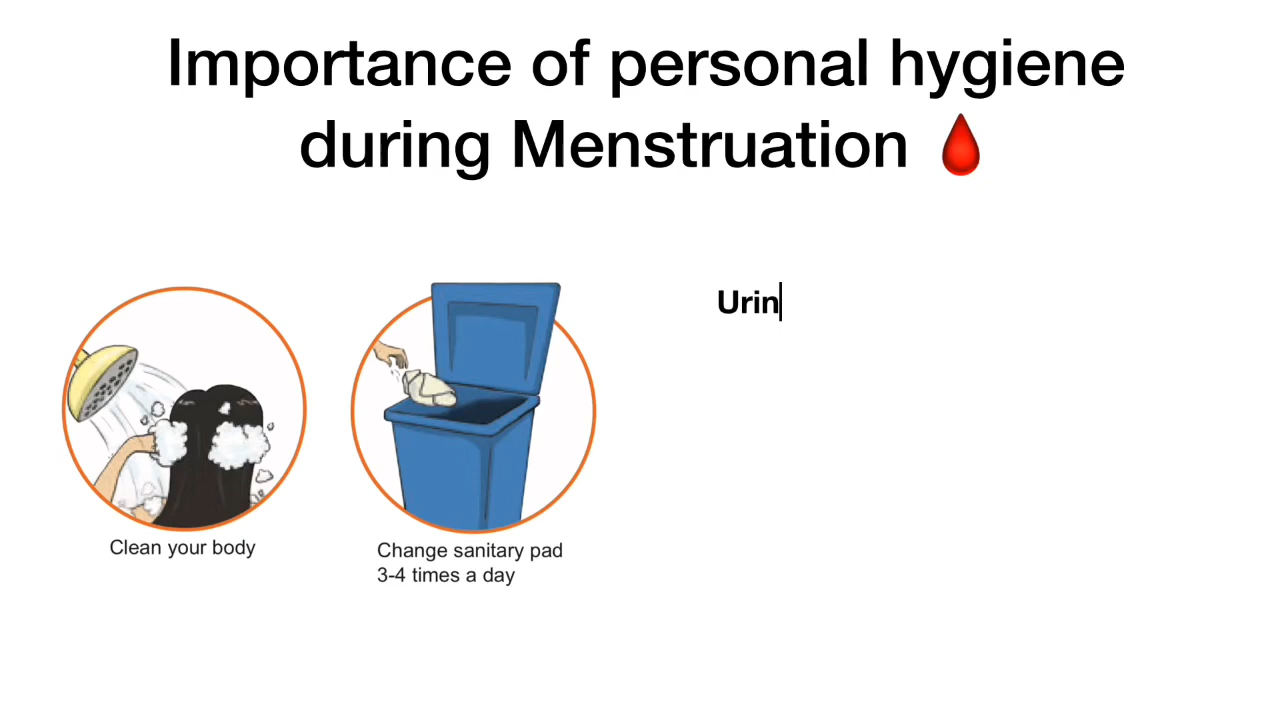 Importance of personal hygiene
during Menstruation 🩸
Urin
Clean your body
Change sanitary pad
3-4 times a day